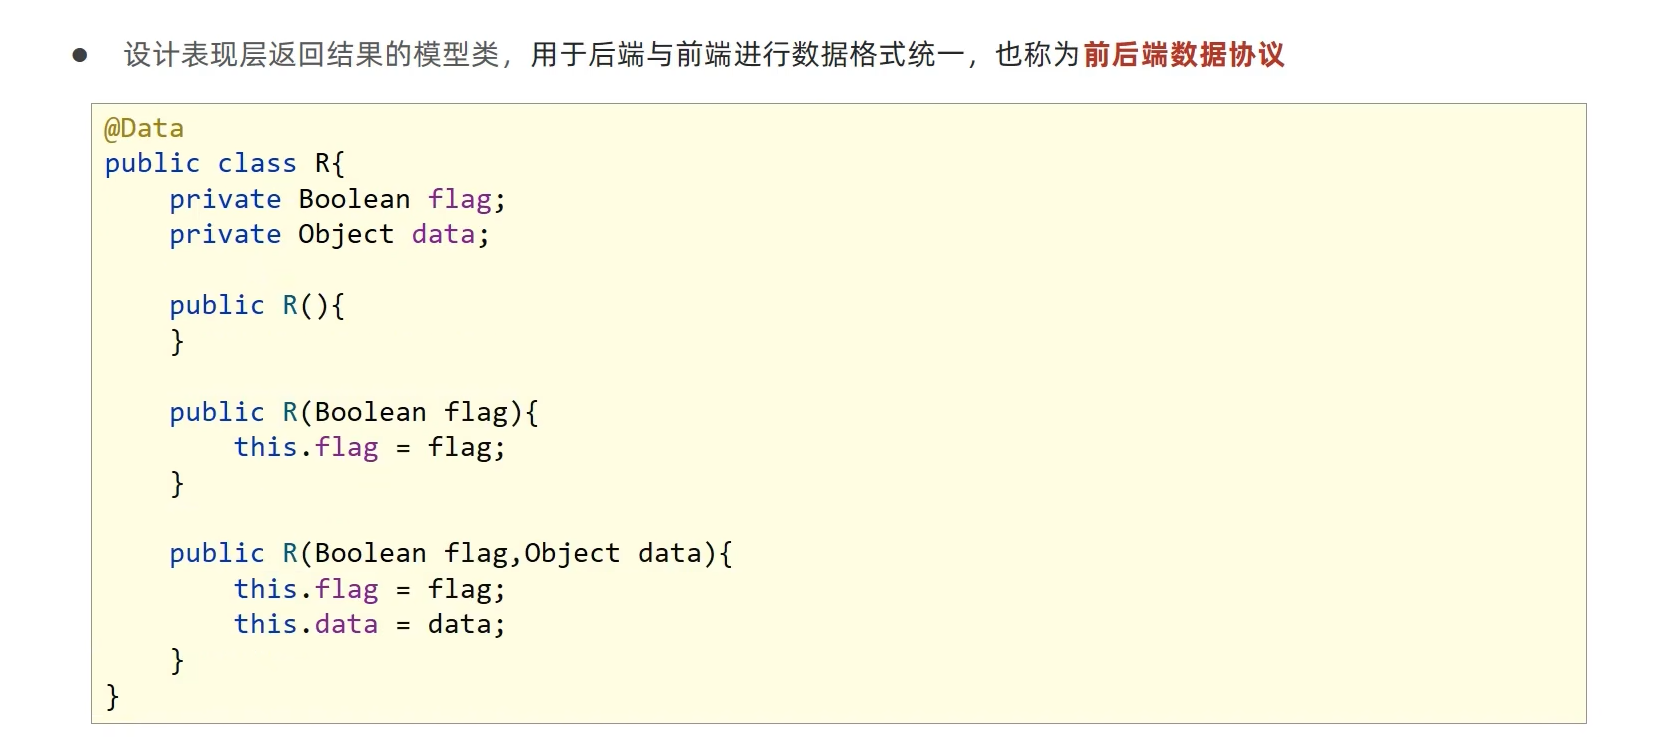 ● 设计表现层返回结果的模型类，用于后端与前端进行数据格式统一，也称为前后端数据协议
@Data
public class R{
    private Boolean flag;
    private Object data;

    public R(){
    }

    public R(Boolean flag){
        this.flag = flag;
    }

    public R(Boolean flag,Object data){
        this.flag = flag;
        this.data = data;
    }
}